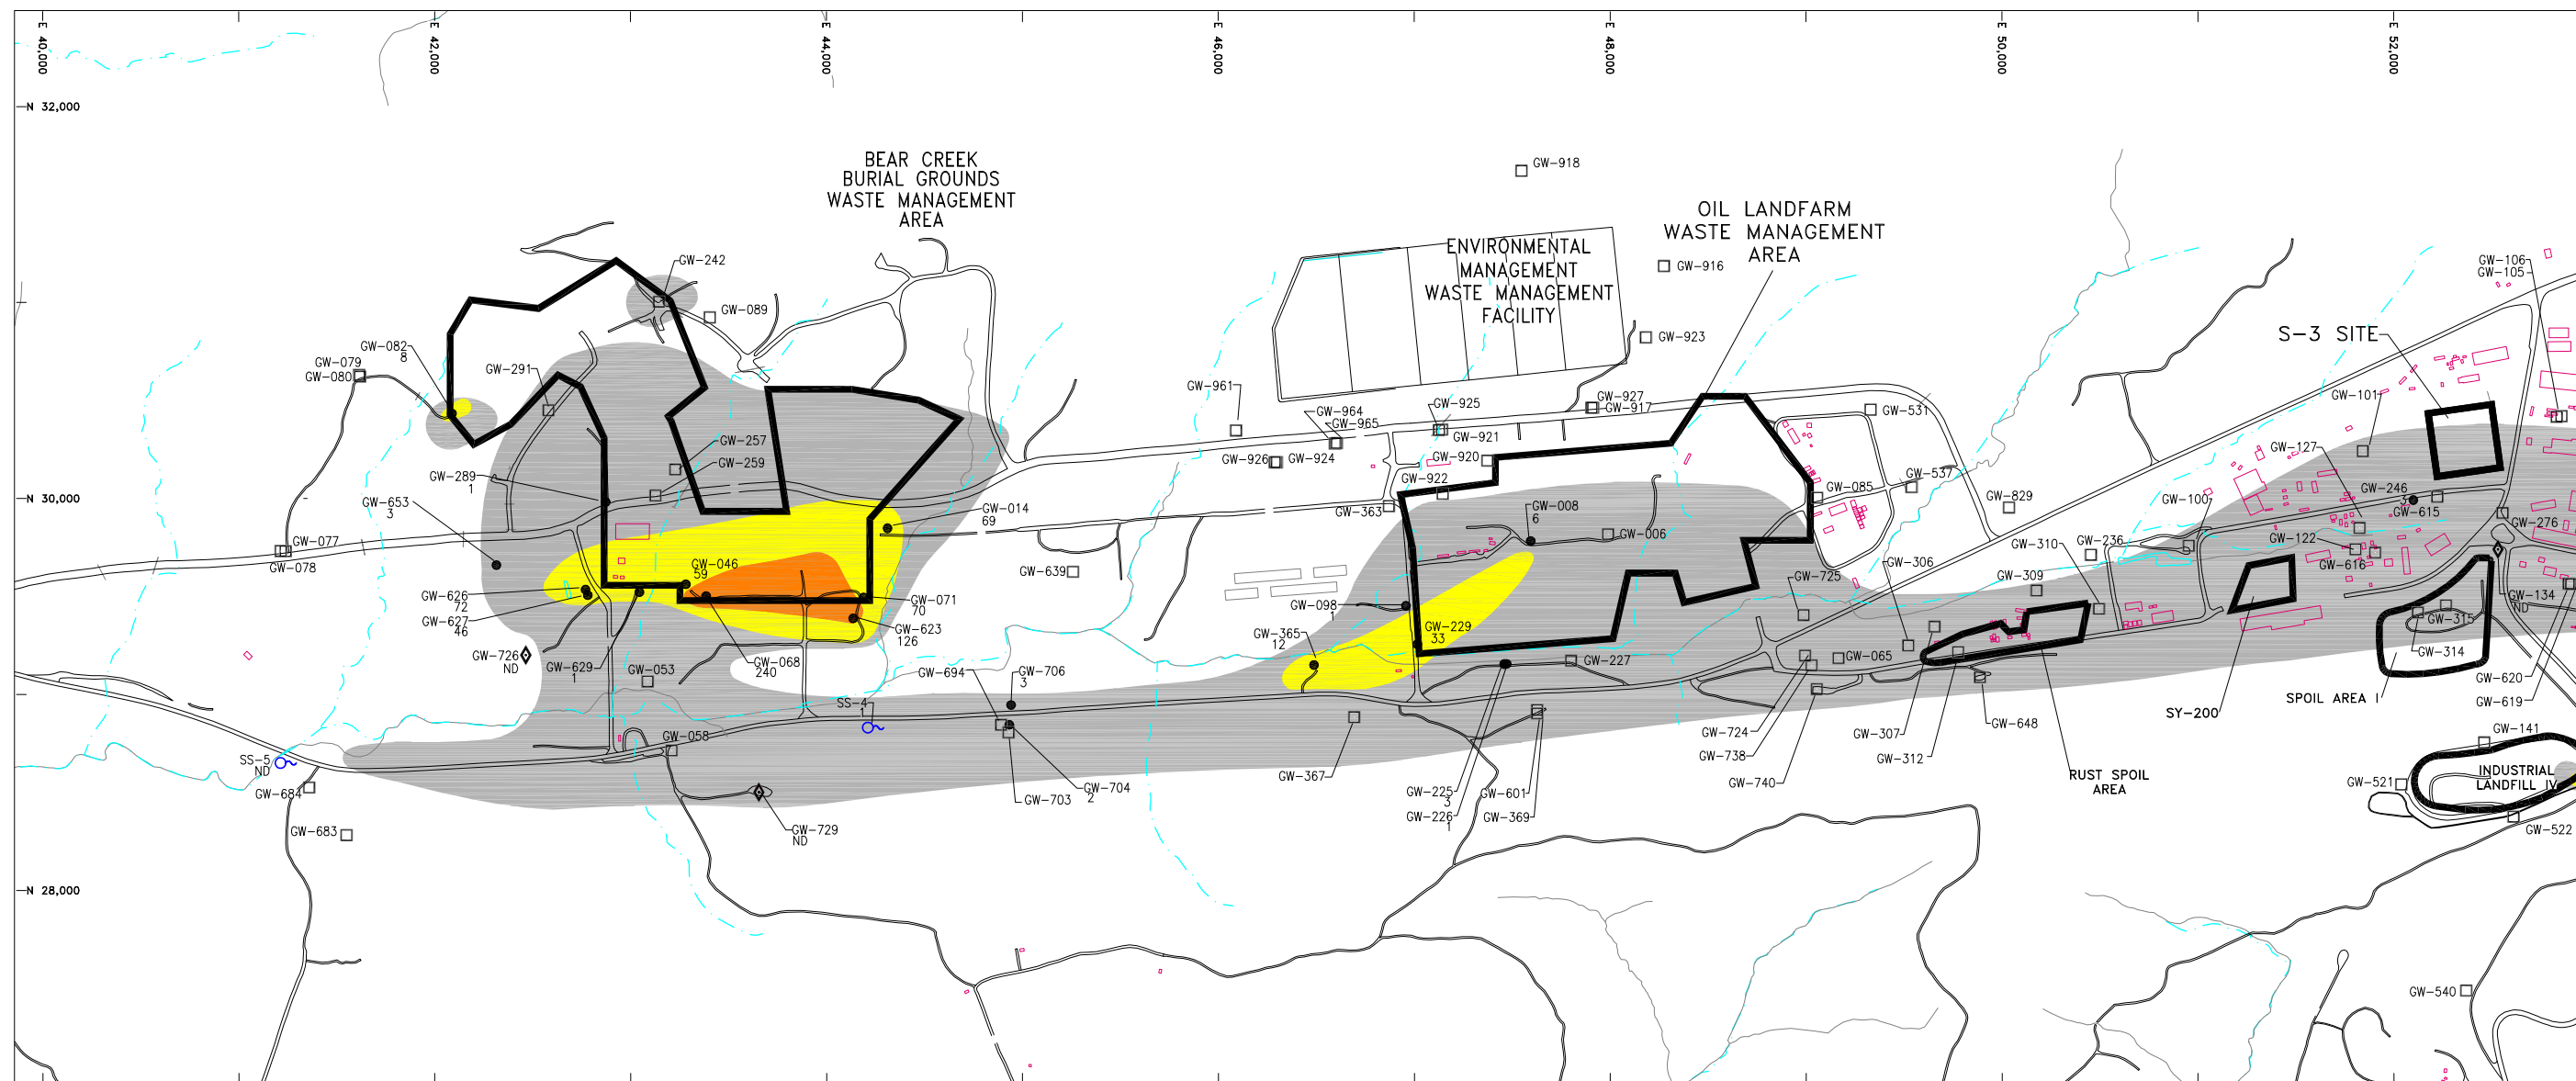 E 40,000
E 42,000
E 44,000
E 46,000
E 48,000
E 50,000
E 52,000
N 32,000
N 30,000
N 28,000
BEAR CREEK
BURIAL GROUNDS
WASTE MANAGEMENT
AREA
ENVIRONMENTAL
MANAGEMENT
WASTE MANAGEMENT
FACILITY
OIL LANDFARM
WASTE MANAGEMENT
AREA
S-3 SITE
GW-918
GW-916
GW-923
GW-106
GW-105
GW-242
GW-089
GW-082
8
GW-079
GW-080
GW-291
GW-257
GW-259
GW-289
1
GW-653
3
GW-077
GW-078
GW-014
69
GW-046
59
GW-626
72
GW-627
46
GW-071
70
GW-623
126
GW-726
ND
GW-629
1
GW-053
GW-068
240
GW-694
GW-706
3
SS-4
1
GW-058
SS-5
ND
GW-684
GW-683
GW-729
ND
GW-703
GW-704
2
GW-639
GW-961
GW-964
GW-965
GW-926
GW-924
GW-925
GW-921
GW-920
GW-922
GW-927
GW-917
GW-363
GW-008
6
GW-006
GW-098
1
GW-365
12
GW-229
33
GW-227
GW-367
GW-225
3
GW-226
1
GW-601
GW-369
GW-531
GW-537
GW-085
GW-829
GW-725
GW-306
GW-065
GW-724
GW-738
GW-740
GW-307
GW-312
GW-648
RUST SPOIL
AREA
GW-309
GW-310
GW-236
GW-100
GW-101
GW-127
GW-246
3
GW-615
GW-276
GW-122
GW-616
GW-134
ND
GW-315
GW-314
GW-620
GW-619
SY-200
SPOIL AREA I
GW-141
GW-521
INDUSTRIAL
LANDFILL IV
GW-522
GW-540